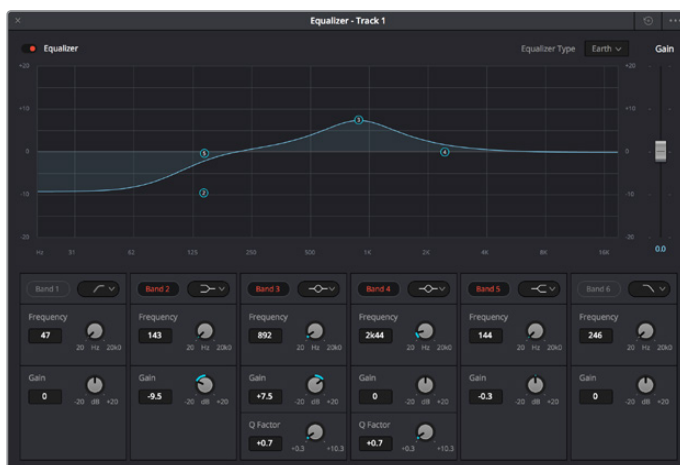 Equalizer - Track 1
Equalizer
Equalizer Type Earth Gain
+20 +20
+10 +10
0 0
-10 -10
-20 -20
Hz 31 62 125 250 500 1K 2K 4K 8K 16K
0.0
Band 1 Band 2 Band 3 Band 4 Band 5 Band 6
Frequency Frequency Frequency Frequency Frequency Frequency
47 143 892 2k44 144 246
20 Hz 20k0 20 Hz 20k0 20 Hz 20k0 20 Hz 20k0 20 Hz 20k0 20 Hz 20k0
Gain Gain Gain Gain Gain Gain
0 -9.5 +7.5 0 -0.3 0
-20 dB +20 -20 dB +20 -20 dB +20 -20 dB +20 -20 dB +20 -20 dB +20
Q Factor Q Factor
+0.7 +0.7
+0.3 +10.3 +0.3 +10.3